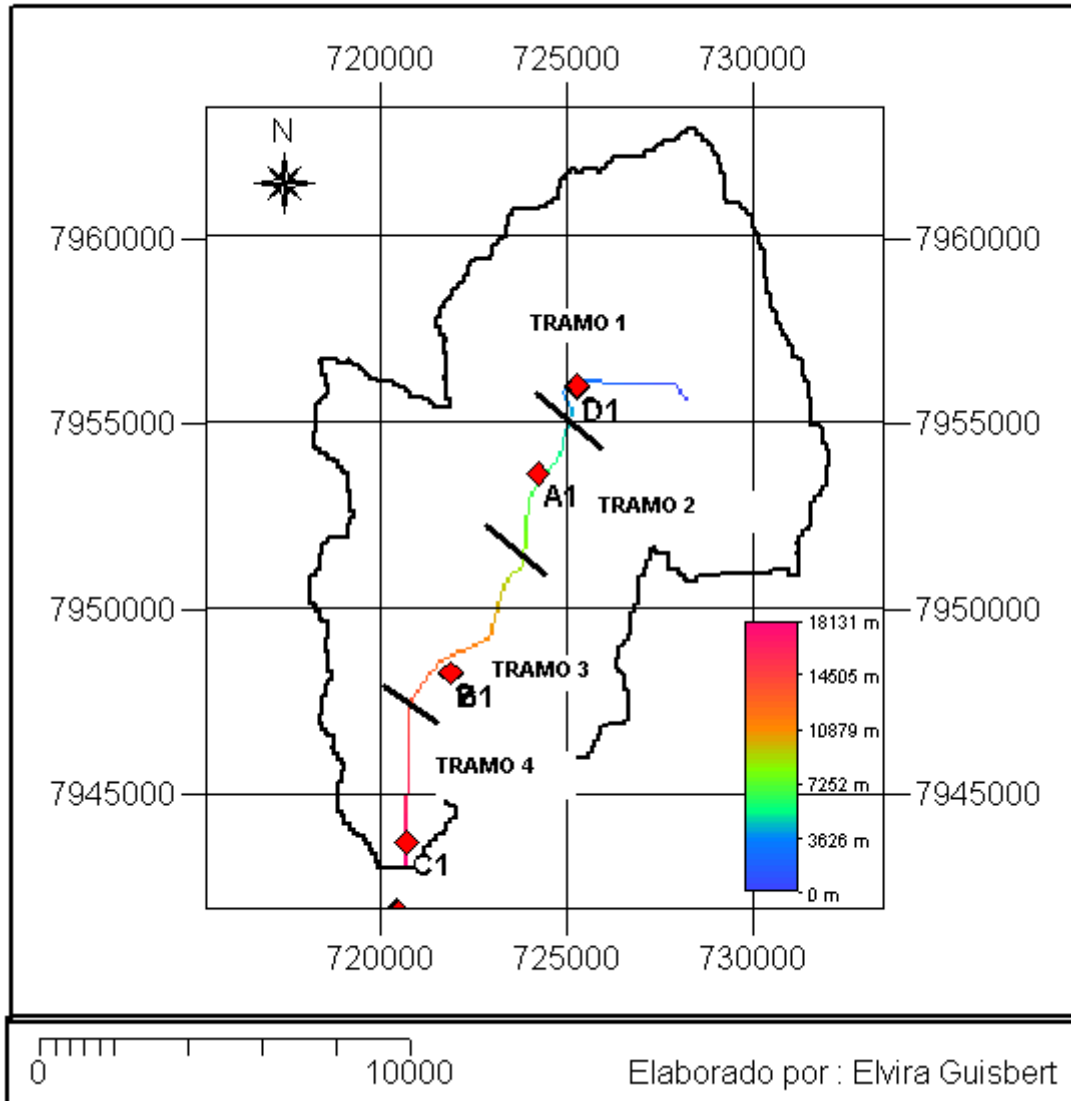 720000 725000 730000
N
7960000 7960000
TRAMO 1
7955000 D1 7955000
A1 TRAMO 2
7950000 7950000
18131 m
TRAMO 3
14505 m
B1
10879 m
TRAMO 4
7252 m
7945000 7945000
3626 m
C1
0 m
720000 725000 730000
0 10000
Elaborado por : Elvira Guisbert